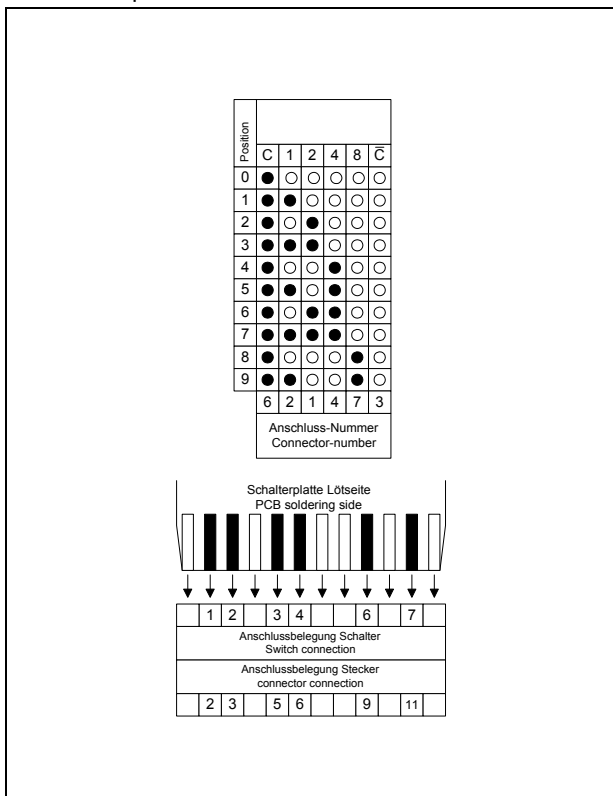 Position
C 1 2 4 8 C̅
0 ● ○ ○ ○ ○ ○
1 ● ● ○ ○ ○ ○
2 ● ○ ● ○ ○ ○
3 ● ● ● ○ ○ ○
4 ● ○ ○ ● ○ ○
5 ● ● ○ ● ○ ○
6 ● ○ ● ● ○ ○
7 ● ● ● ● ○ ○
8 ● ○ ○ ○ ● ○
9 ● ● ○ ○ ● ○
6 2 1 4 7 3
Anschluss-Nummer
Connector-number
Schalterplatte Lötseite
PCB soldering side
1 2 3 4 6 7
Anschlussbelegung Schalter
Switch connection
Anschlussbelegung Stecker
connector connection
2 3 5 6 9 11